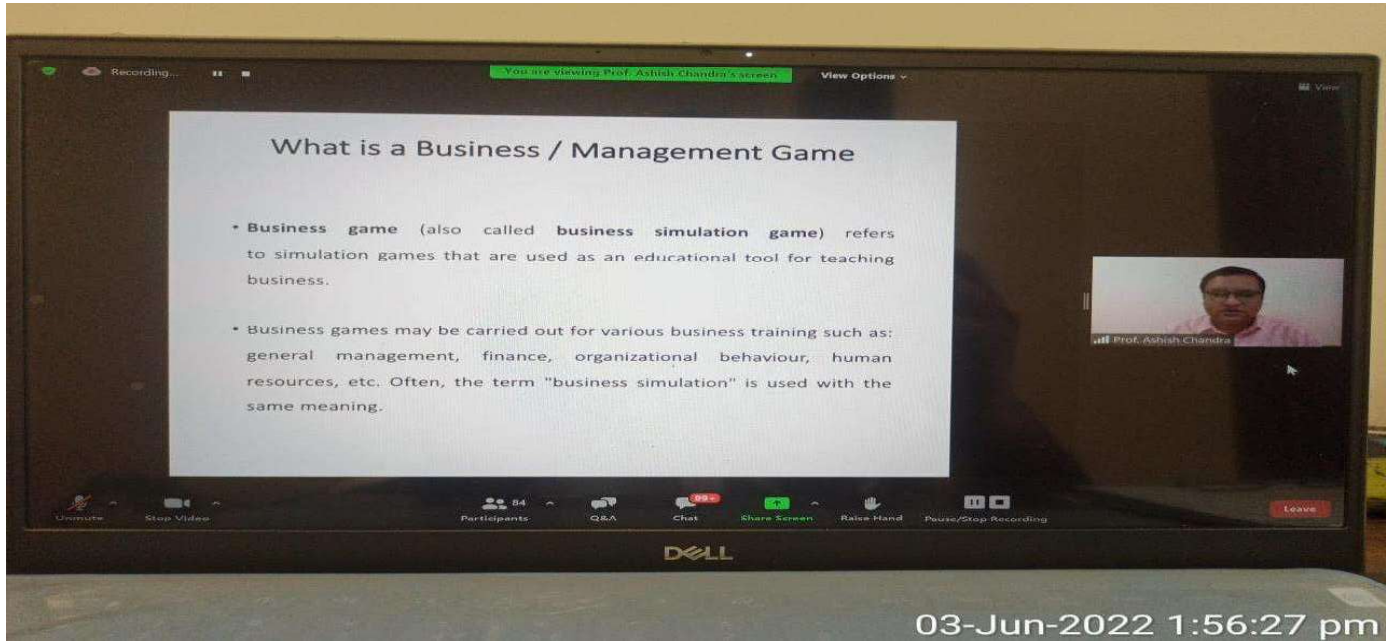 Recording...
You are viewing Prof. Ashish Chandra's screen
View Options
View
What is a Business / Management Game
• Business game (also called business simulation game) refers
to simulation games that are used as an educational tool for teaching
business.
• Business games may be carried out for various business training such as:
general management, finance, organizational behaviour, human
resources, etc. Often, the term "business simulation" is used with the
same meaning.
Prof. Ashish Chandra
84
99+
Unmute
Stop Video
Participants
Q&A
Chat
Share Screen
Raise Hand
Pause/Stop Recording
Leave
DELL
03-Jun-2022 1:56:27 pm